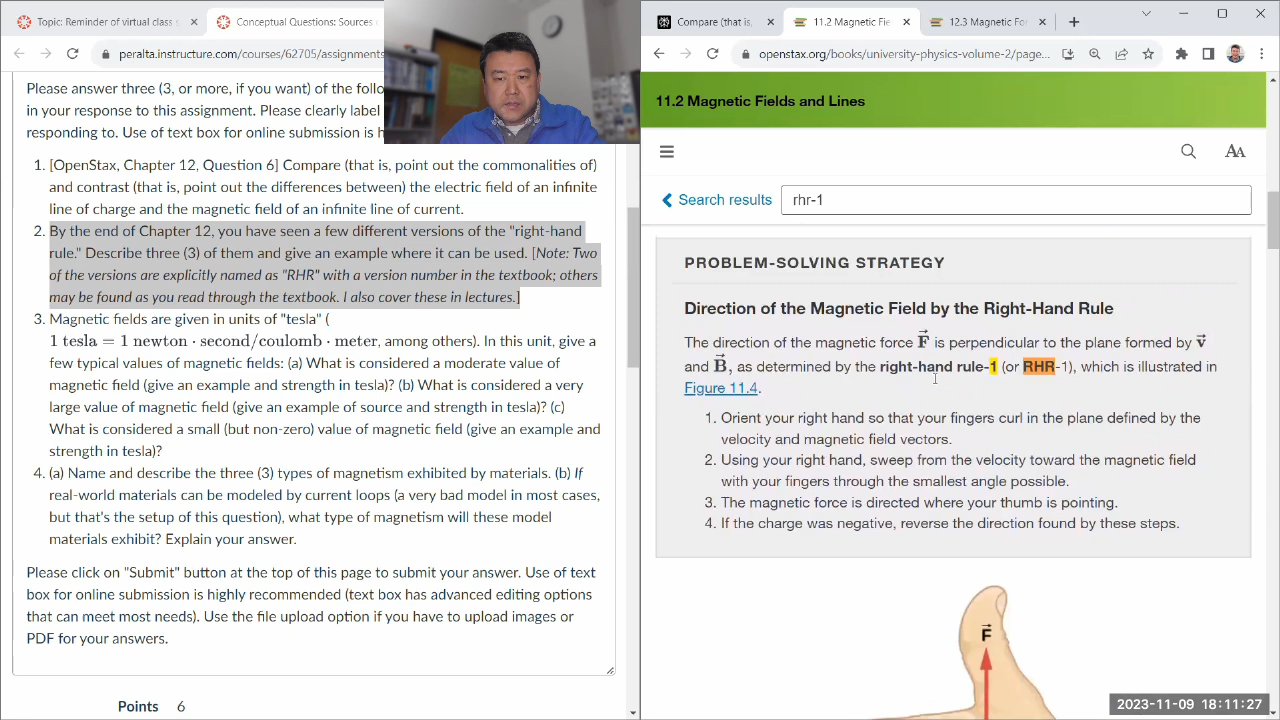 Topic: Reminder of virtual class s
Conceptual Questions: Sources
peralta.instructure.com/courses/62705/assignments
Please answer three (3, or more, if you want) of the follo
in your response to this assignment. Please clearly label
responding to. Use of text box for online submission is h
1. [OpenStax, Chapter 12, Question 6] Compare (that is, point out the commonalities of)
and contrast (that is, point out the differences between) the electric field of an infinite
line of charge and the magnetic field of an infinite line of current.
2. By the end of Chapter 12, you have seen a few different versions of the "right-hand
rule." Describe three (3) of them and give an example where it can be used. [Note: Two
of the versions are explicitly named as "RHR" with a version number in the textbook; others
may be found as you read through the textbook. I also cover these in lectures.]
3. Magnetic fields are given in units of "tesla" (
1 tesla = 1 newton · second/coulomb · meter, among others). In this unit, give a
few typical values of magnetic fields: (a) What is considered a moderate value of
magnetic field (give an example and strength in tesla)? (b) What is considered a very
large value of magnetic field (give an example of source and strength in tesla)? (c)
What is considered a small (but non-zero) value of magnetic field (give an example and
strength in tesla)?
4. (a) Name and describe the three (3) types of magnetism exhibited by materials. (b) If
real-world materials can be modeled by current loops (a very bad model in most cases,
but that's the setup of this question), what type of magnetism will these model
materials exhibit? Explain your answer.
Please click on "Submit" button at the top of this page to submit your answer. Use of text
box for online submission is highly recommended (text box has advanced editing options
that can meet most needs). Use the file upload option if you have to upload images or
PDF for your answers.
Points 6
Compare (that is,
11.2 Magnetic Fie
12.3 Magnetic Fo
openstax.org/books/university-physics-volume-2/page...
11.2 Magnetic Fields and Lines
AA
Search results
rhr-1
PROBLEM-SOLVING STRATEGY
Direction of the Magnetic Field by the Right-Hand Rule
The direction of the magnetic force F⃗ is perpendicular to the plane formed by v⃗
and B⃗, as determined by the right-hand rule-1 (or RHR-1), which is illustrated in
Figure 11.4.
1. Orient your right hand so that your fingers curl in the plane defined by the
velocity and magnetic field vectors.
2. Using your right hand, sweep from the velocity toward the magnetic field
with your fingers through the smallest angle possible.
3. The magnetic force is directed where your thumb is pointing.
4. If the charge was negative, reverse the direction found by these steps.
F⃗
2023-11-09 18:11:27